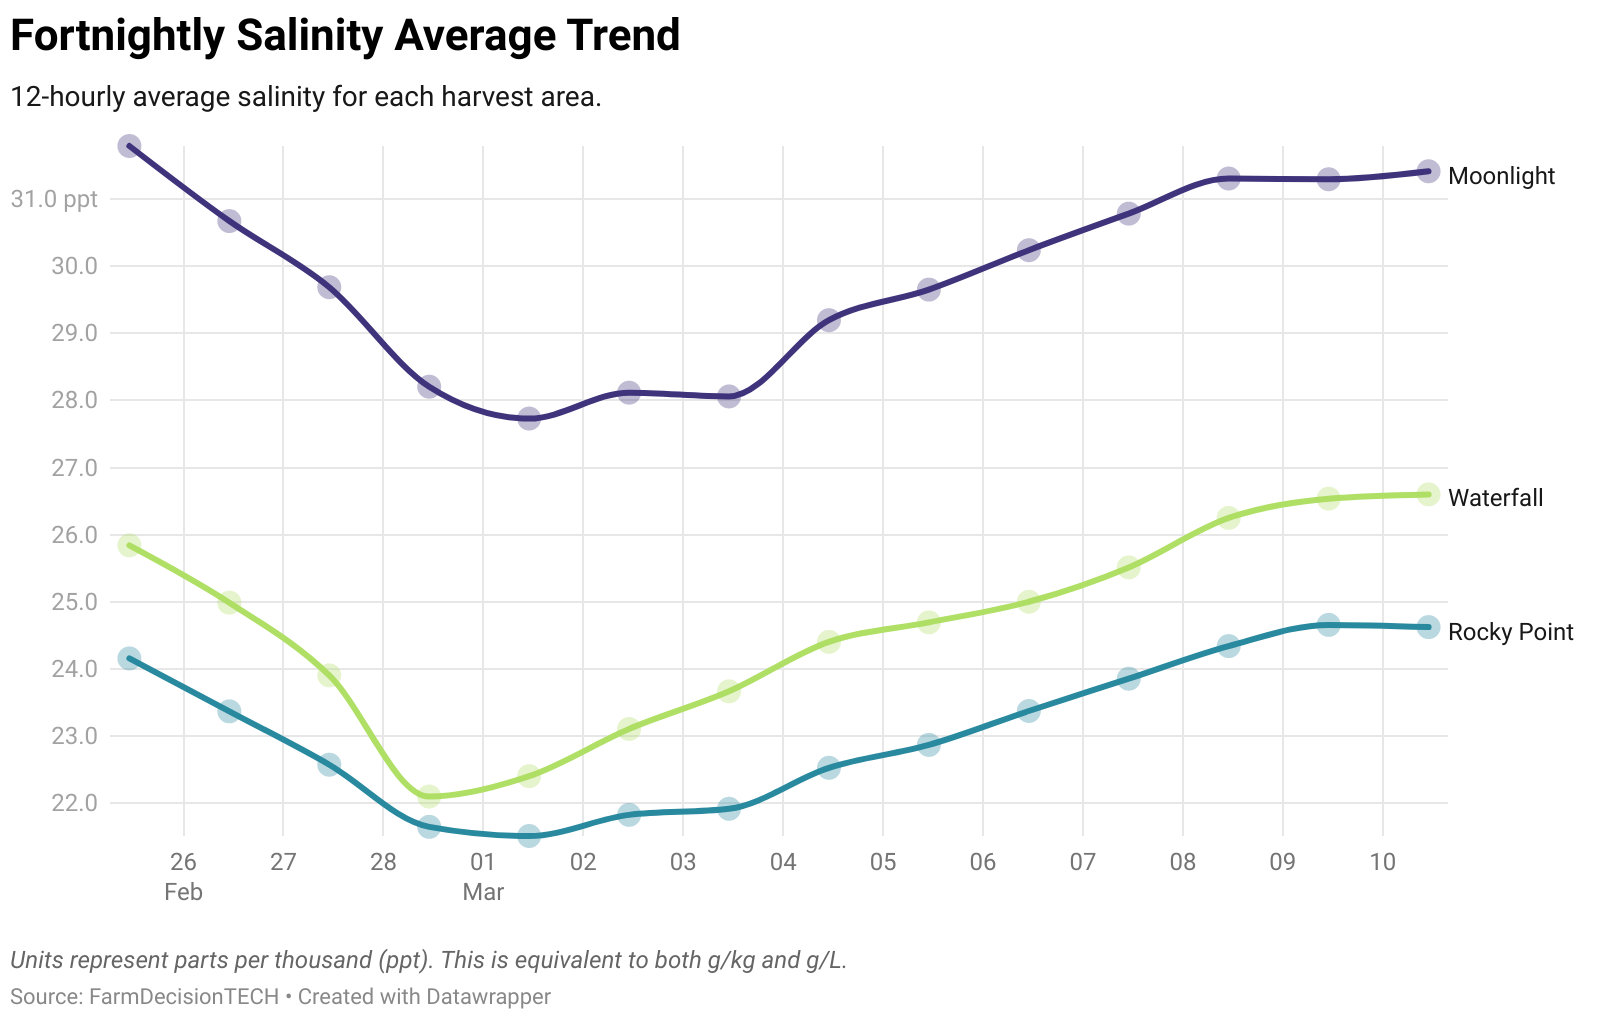 Fortnightly Salinity Average Trend
12-hourly average salinity for each harvest area.
31.0 ppt
30.0
29.0
28.0
27.0
26.0
25.0
24.0
23.0
22.0
Moonlight
Waterfall
Rocky Point
26 27 28 01 02 03 04 05 06 07 08 09 10
Feb Mar
Units represent parts per thousand (ppt). This is equivalent to both g/kg and g/L.
Source: FarmDecisionTECH • Created with Datawrapper